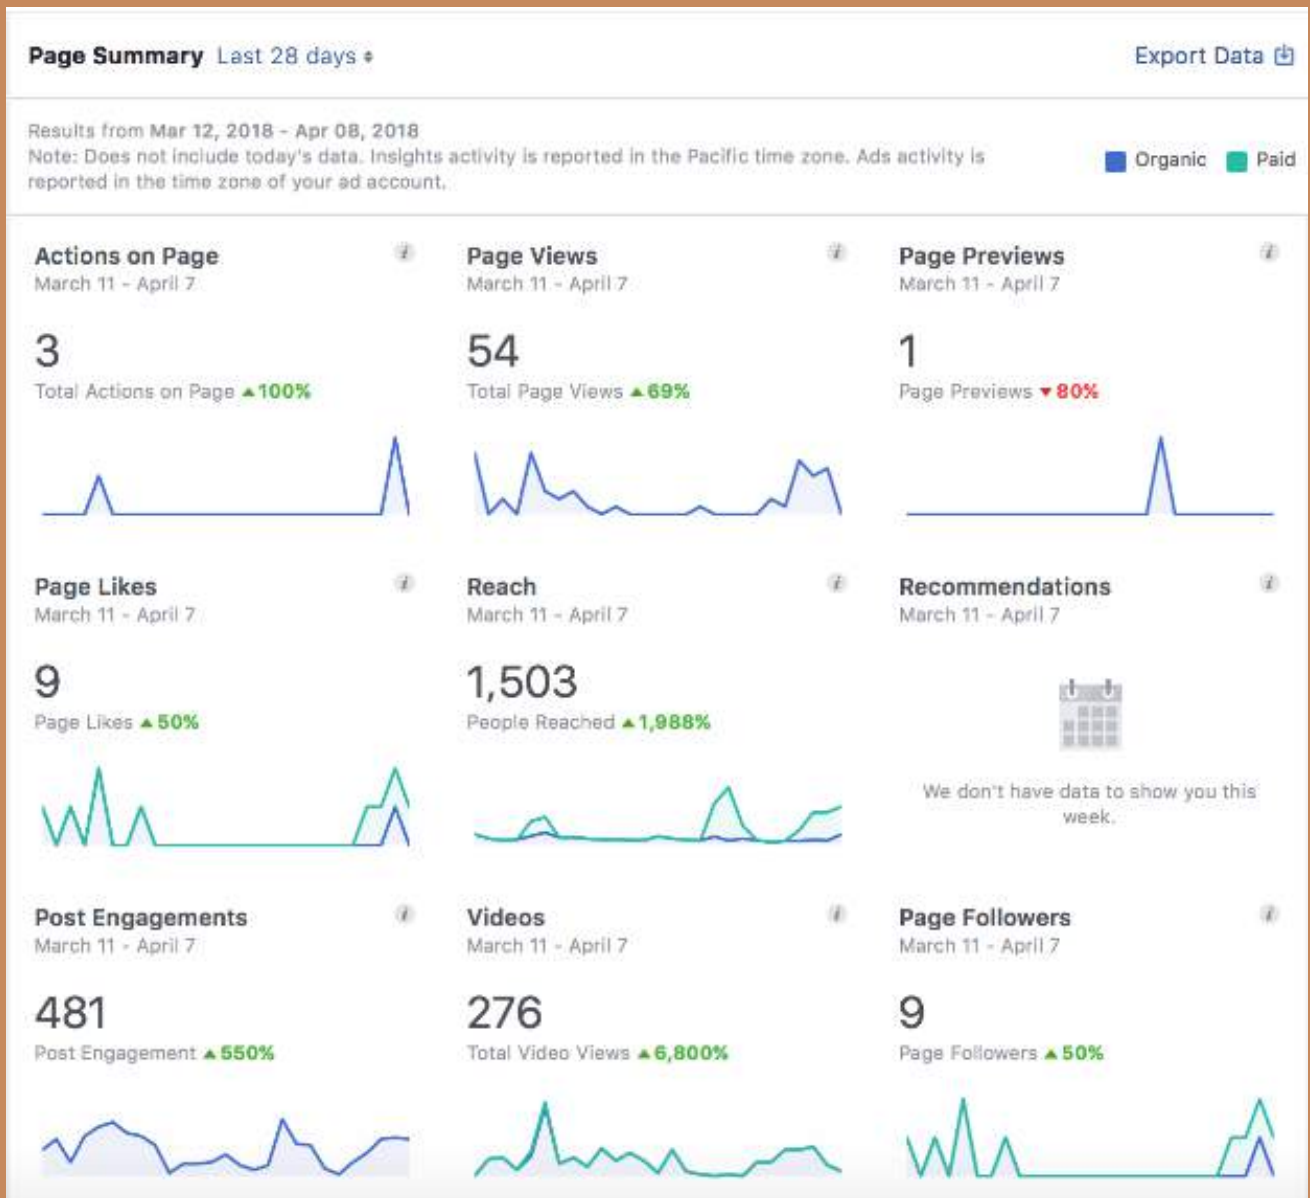 Page Summary Last 28 days
Export Data
Results from Mar 12, 2018 - Apr 08, 2018
Note: Does not include today's data. Insights activity is reported in the Pacific time zone. Ads activity is
reported in the time zone of your ad account.
Organic Paid
Actions on Page
March 11 - April 7
3
Total Actions on Page ▲100%
Page Views
March 11 - April 7
54
Total Page Views ▲69%
Page Previews
March 11 - April 7
1
Page Previews ▼80%
Page Likes
March 11 - April 7
9
Page Likes ▲50%
Reach
March 11 - April 7
1,503
People Reached ▲1,988%
Recommendations
March 11 - April 7
We don't have data to show you this
week.
Post Engagements
March 11 - April 7
481
Post Engagement ▲550%
Videos
March 11 - April 7
276
Total Video Views ▲6,800%
Page Followers
March 11 - April 7
9
Page Followers ▲50%